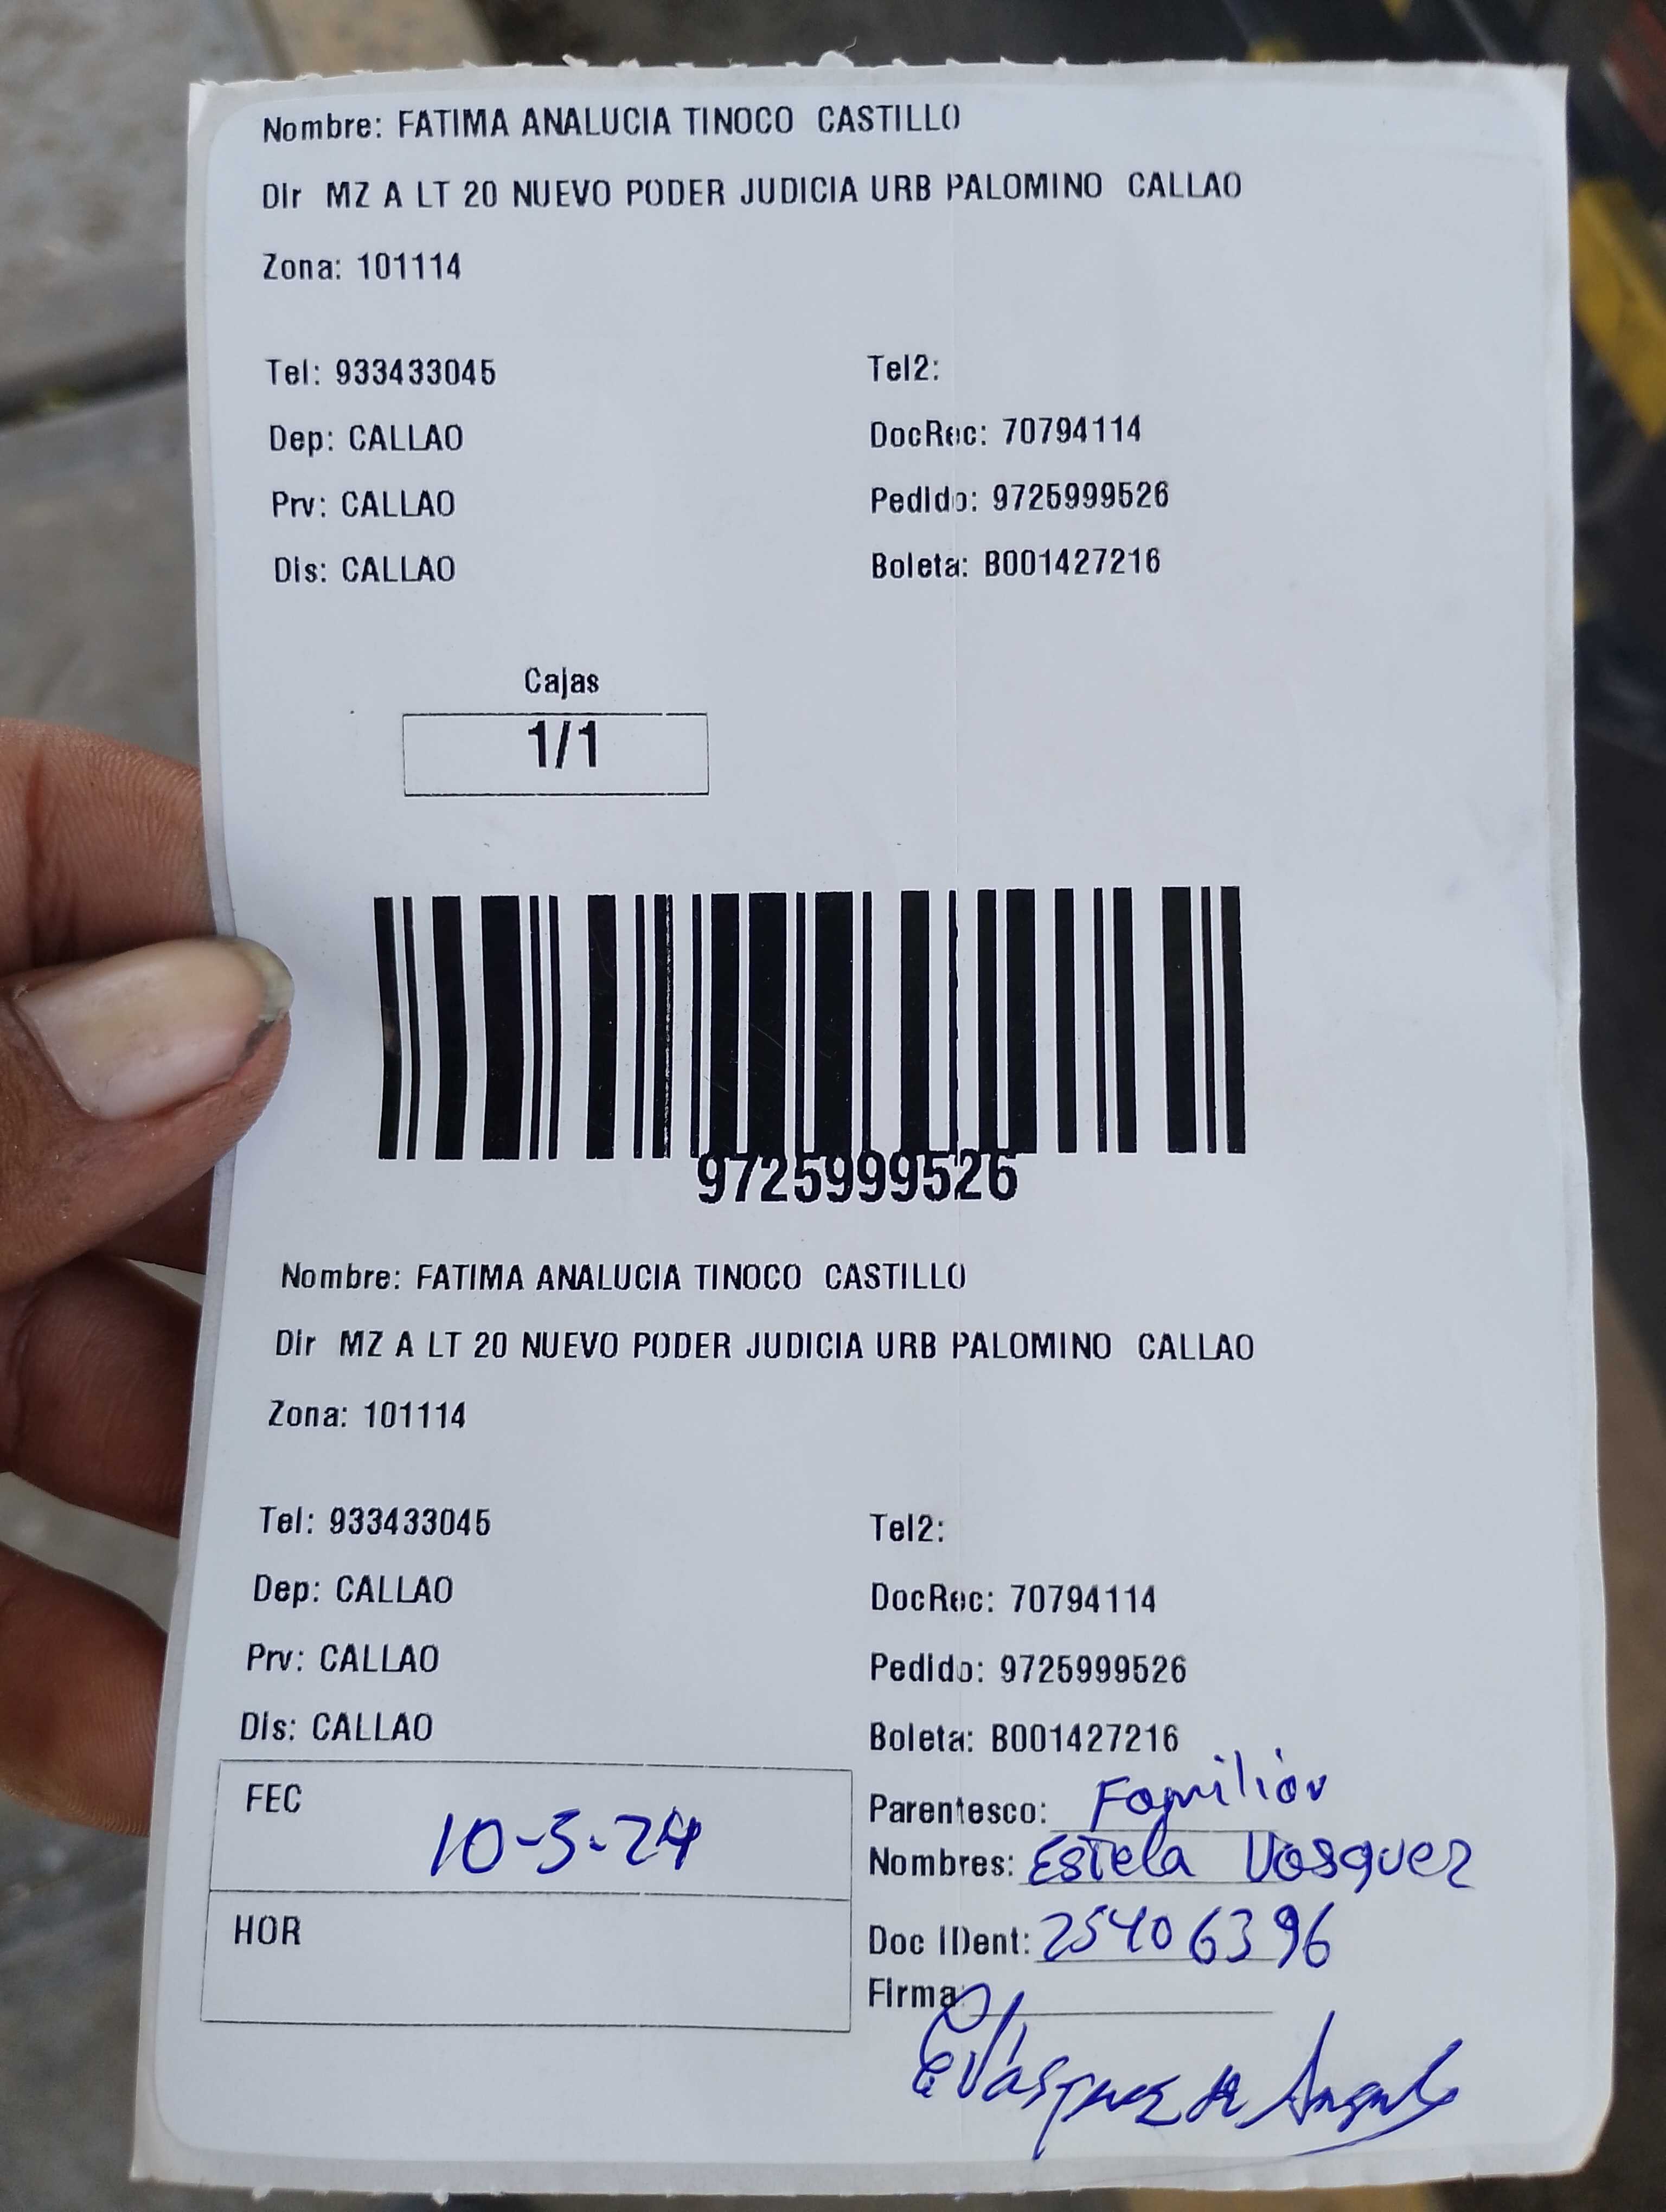 Nombre: FATIMA ANALUCIA TINOCO CASTILLO
Dir MZ A LT 20 NUEVO PODER JUDICIA URB PALOMINO CALLAO
Zona: 101114
Tel: 933433045 Tel2:
Dep: CALLAO DocRec: 70794114
Prv: CALLAO Pedido: 9725999526
Dis: CALLAO Boleta: B001427216
Cajas
1/1
9725999526
Nombre: FATIMA ANALUCIA TINOCO CASTILLO
Dir MZ A LT 20 NUEVO PODER JUDICIA URB PALOMINO CALLAO
Zona: 101114
Tel: 933433045 Tel2:
Dep: CALLAO DocRec: 70794114
Prv: CALLAO Pedido: 9725999526
Dis: CALLAO Boleta: B001427216
FEC 10-5-24
Parentesco: Familiar
Nombres: Estela Vasquez
HOR
Doc IDent: 25406396
Firma:
EVásquez de Angulo